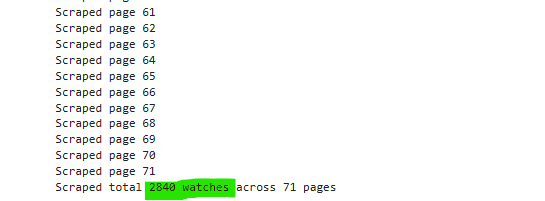 Scraped page 61
Scraped page 62
Scraped page 63
Scraped page 64
Scraped page 65
Scraped page 66
Scraped page 67
Scraped page 68
Scraped page 69
Scraped page 70
Scraped page 71
Scraped total 2840 watches across 71 pages